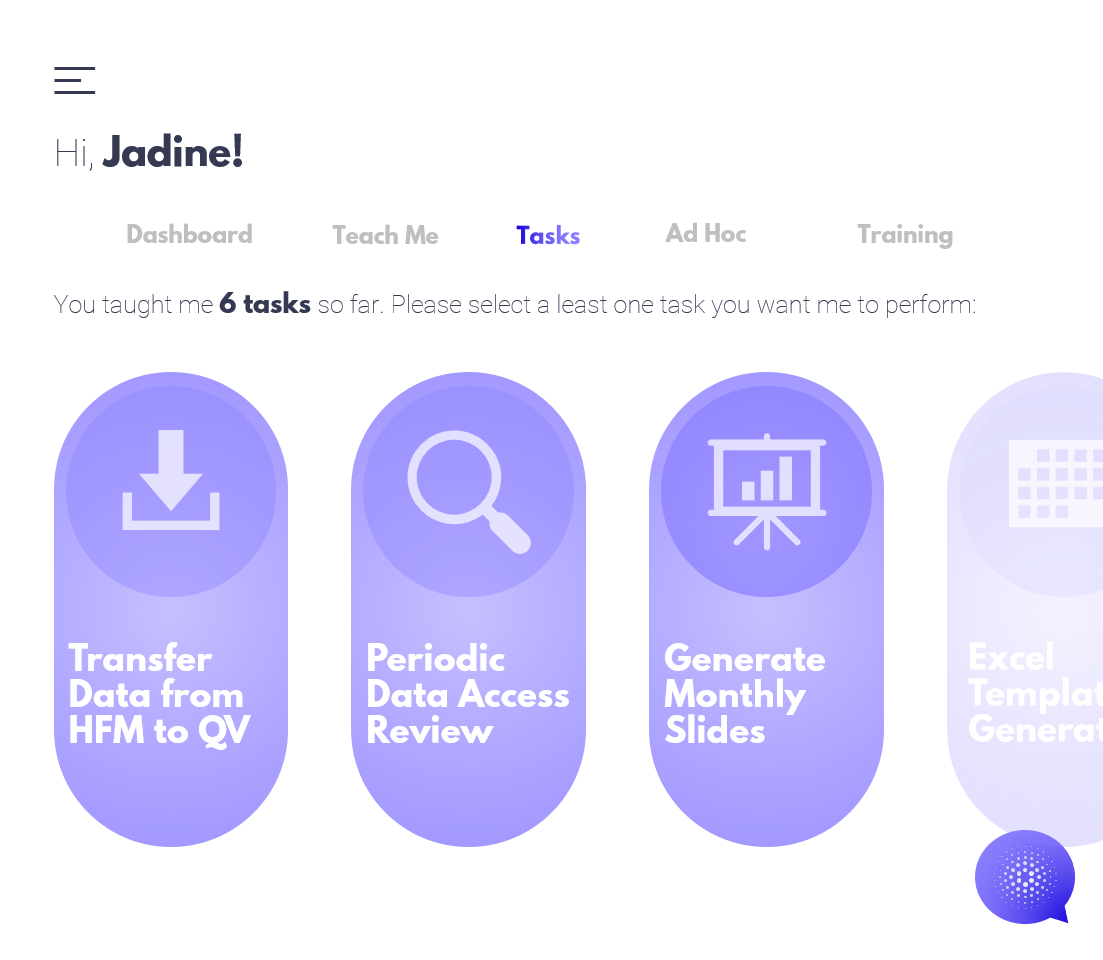 Hi, Jadine!
Dashboard Teach Me Tasks Ad Hoc Training
You taught me 6 tasks so far. Please select a least one task you want me to perform:
Transfer
Data from
HFM to QV
Periodic
Data Access
Review
Generate
Monthly
Slides
Excel
Templat
Generat